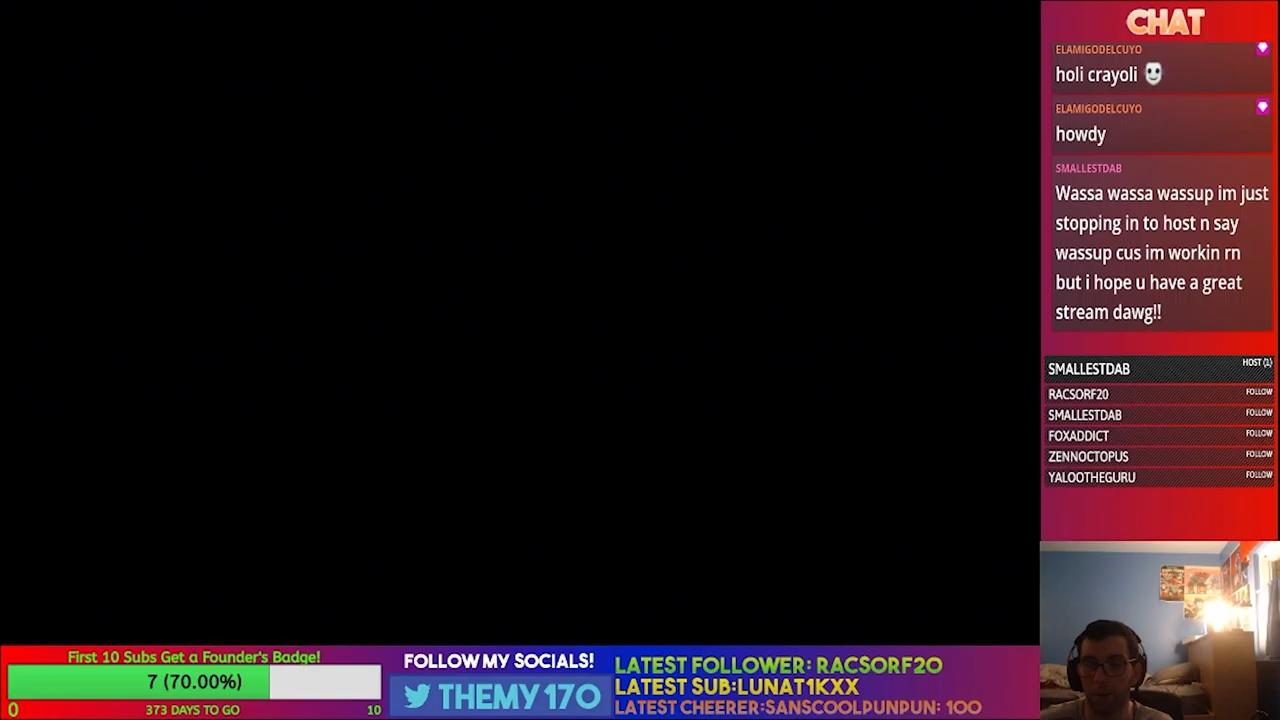 CHAT
ELAMIGODELCUYO
holi crayoli
ELAMIGODELCUYO
howdy
SMALLESTDAB
Wassa wassa wassup im just
stopping in to host n say
wassup cus im workin rn
but i hope u have a great
stream dawg!!
SMALLESTDAB HOST (1)
RACSORF20 FOLLOW
SMALLESTDAB FOLLOW
FOXADDICT FOLLOW
ZENNOCTOPUS FOLLOW
YALOOTHEGURU FOLLOW
First 10 Subs Get a Founder's Badge!
7 (70.00%)
0 373 DAYS TO GO 10
FOLLOW MY SOCIALS!
THEMY170
LATEST FOLLOWER: RACSORF20
LATEST SUB:LUNAT1KXX
LATEST CHEERER:SANSCOOLPUNPUN: 100